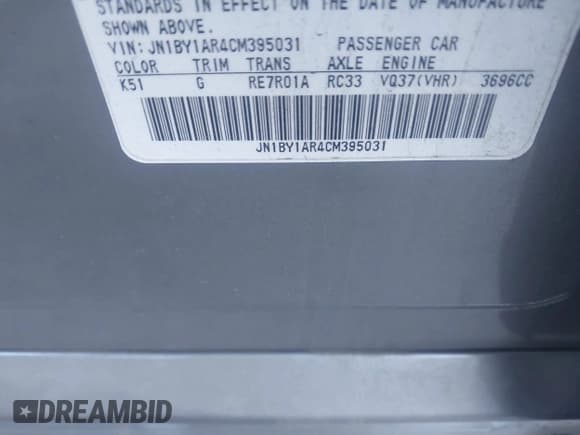 STANDARDS IN EFFECT ON THE DATE OF MANUFACTURE
SHOWN ABOVE.
VIN: JN1BY1AR4CM395031 PASSENGER CAR
COLOR TRIM TRANS AXLE ENGINE
K51 G RE7R01A RC33 VQ37(VHR) 3696CC
JN1BY1AR4CM395031
DREAMBID